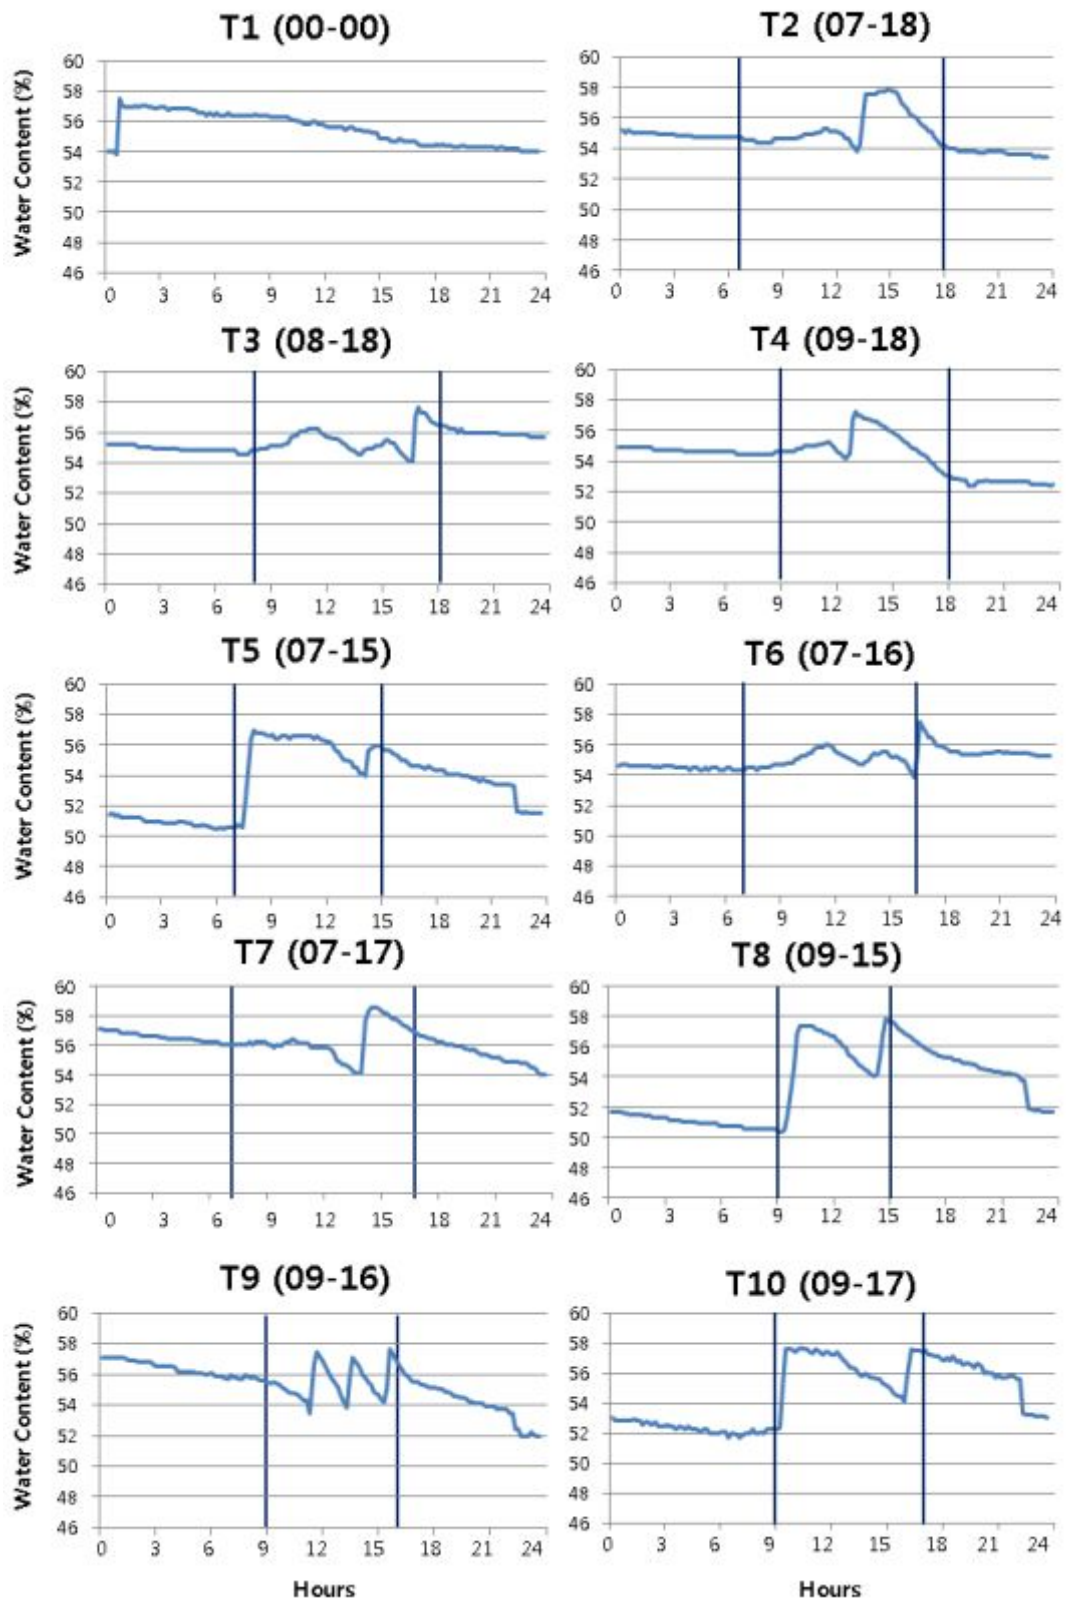 T1 (00-00)
Water Content (%)
60
58
56
54
52
50
48
46
0 3 6 9 12 15 18 21 24
T2 (07-18)
60
58
56
54
52
50
48
46
0 3 6 9 12 15 18 21 24
T3 (08-18)
Water Content (%)
60
58
56
54
52
50
48
46
0 3 6 9 12 15 18 21 24
T4 (09-18)
60
58
56
54
52
50
48
46
0 3 6 9 12 15 18 21 24
T5 (07-15)
Water Content (%)
60
58
56
54
52
50
48
46
0 3 6 9 12 15 18 21 24
T6 (07-16)
60
58
56
54
52
50
48
46
0 3 6 9 12 15 18 21 24
T7 (07-17)
Water Content (%)
60
58
56
54
52
50
48
46
0 3 6 9 12 15 18 21 24
T8 (09-15)
60
58
56
54
52
50
48
46
0 3 6 9 12 15 18 21 24
T9 (09-16)
Water Content (%)
60
58
56
54
52
50
48
46
0 3 6 9 12 15 18 21 24
Hours
T10 (09-17)
60
58
56
54
52
50
48
46
0 3 6 9 12 15 18 21 24
Hours